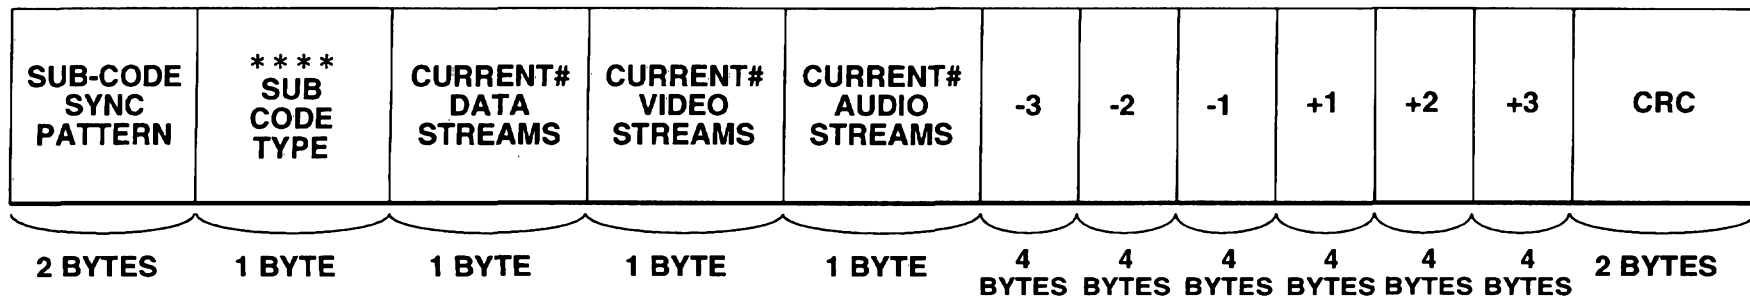 SUB-CODE
SYNC
PATTERN
****
SUB
CODE
TYPE
CURRENT#
DATA
STREAMS
CURRENT#
VIDEO
STREAMS
CURRENT#
AUDIO
STREAMS
-3
-2
-1
+1
+2
+3
CRC
2 BYTES
1 BYTE
1 BYTE
1 BYTE
1 BYTE
4
BYTES
4
BYTES
4
BYTES
4
BYTES
4
BYTES
4
BYTES
2 BYTES